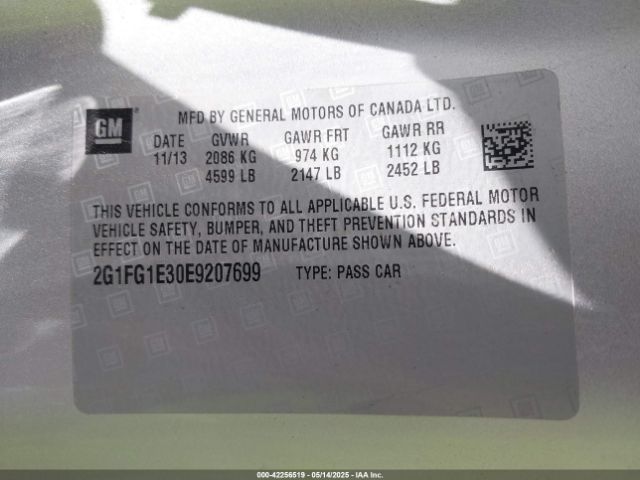 GM
MFD BY GENERAL MOTORS OF CANADA LTD.
DATE GVWR GAWR FRT GAWR RR
11/13 2086 KG 974 KG 1112 KG
4599 LB 2147 LB 2452 LB
THIS VEHICLE CONFORMS TO ALL APPLICABLE U.S. FEDERAL MOTOR
VEHICLE SAFETY, BUMPER, AND THEFT PREVENTION STANDARDS IN
EFFECT ON THE DATE OF MANUFACTURE SHOWN ABOVE.
2G1FG1E30E9207699 TYPE: PASS CAR
000-42256519 - 05/14/2025 - IAA Inc.